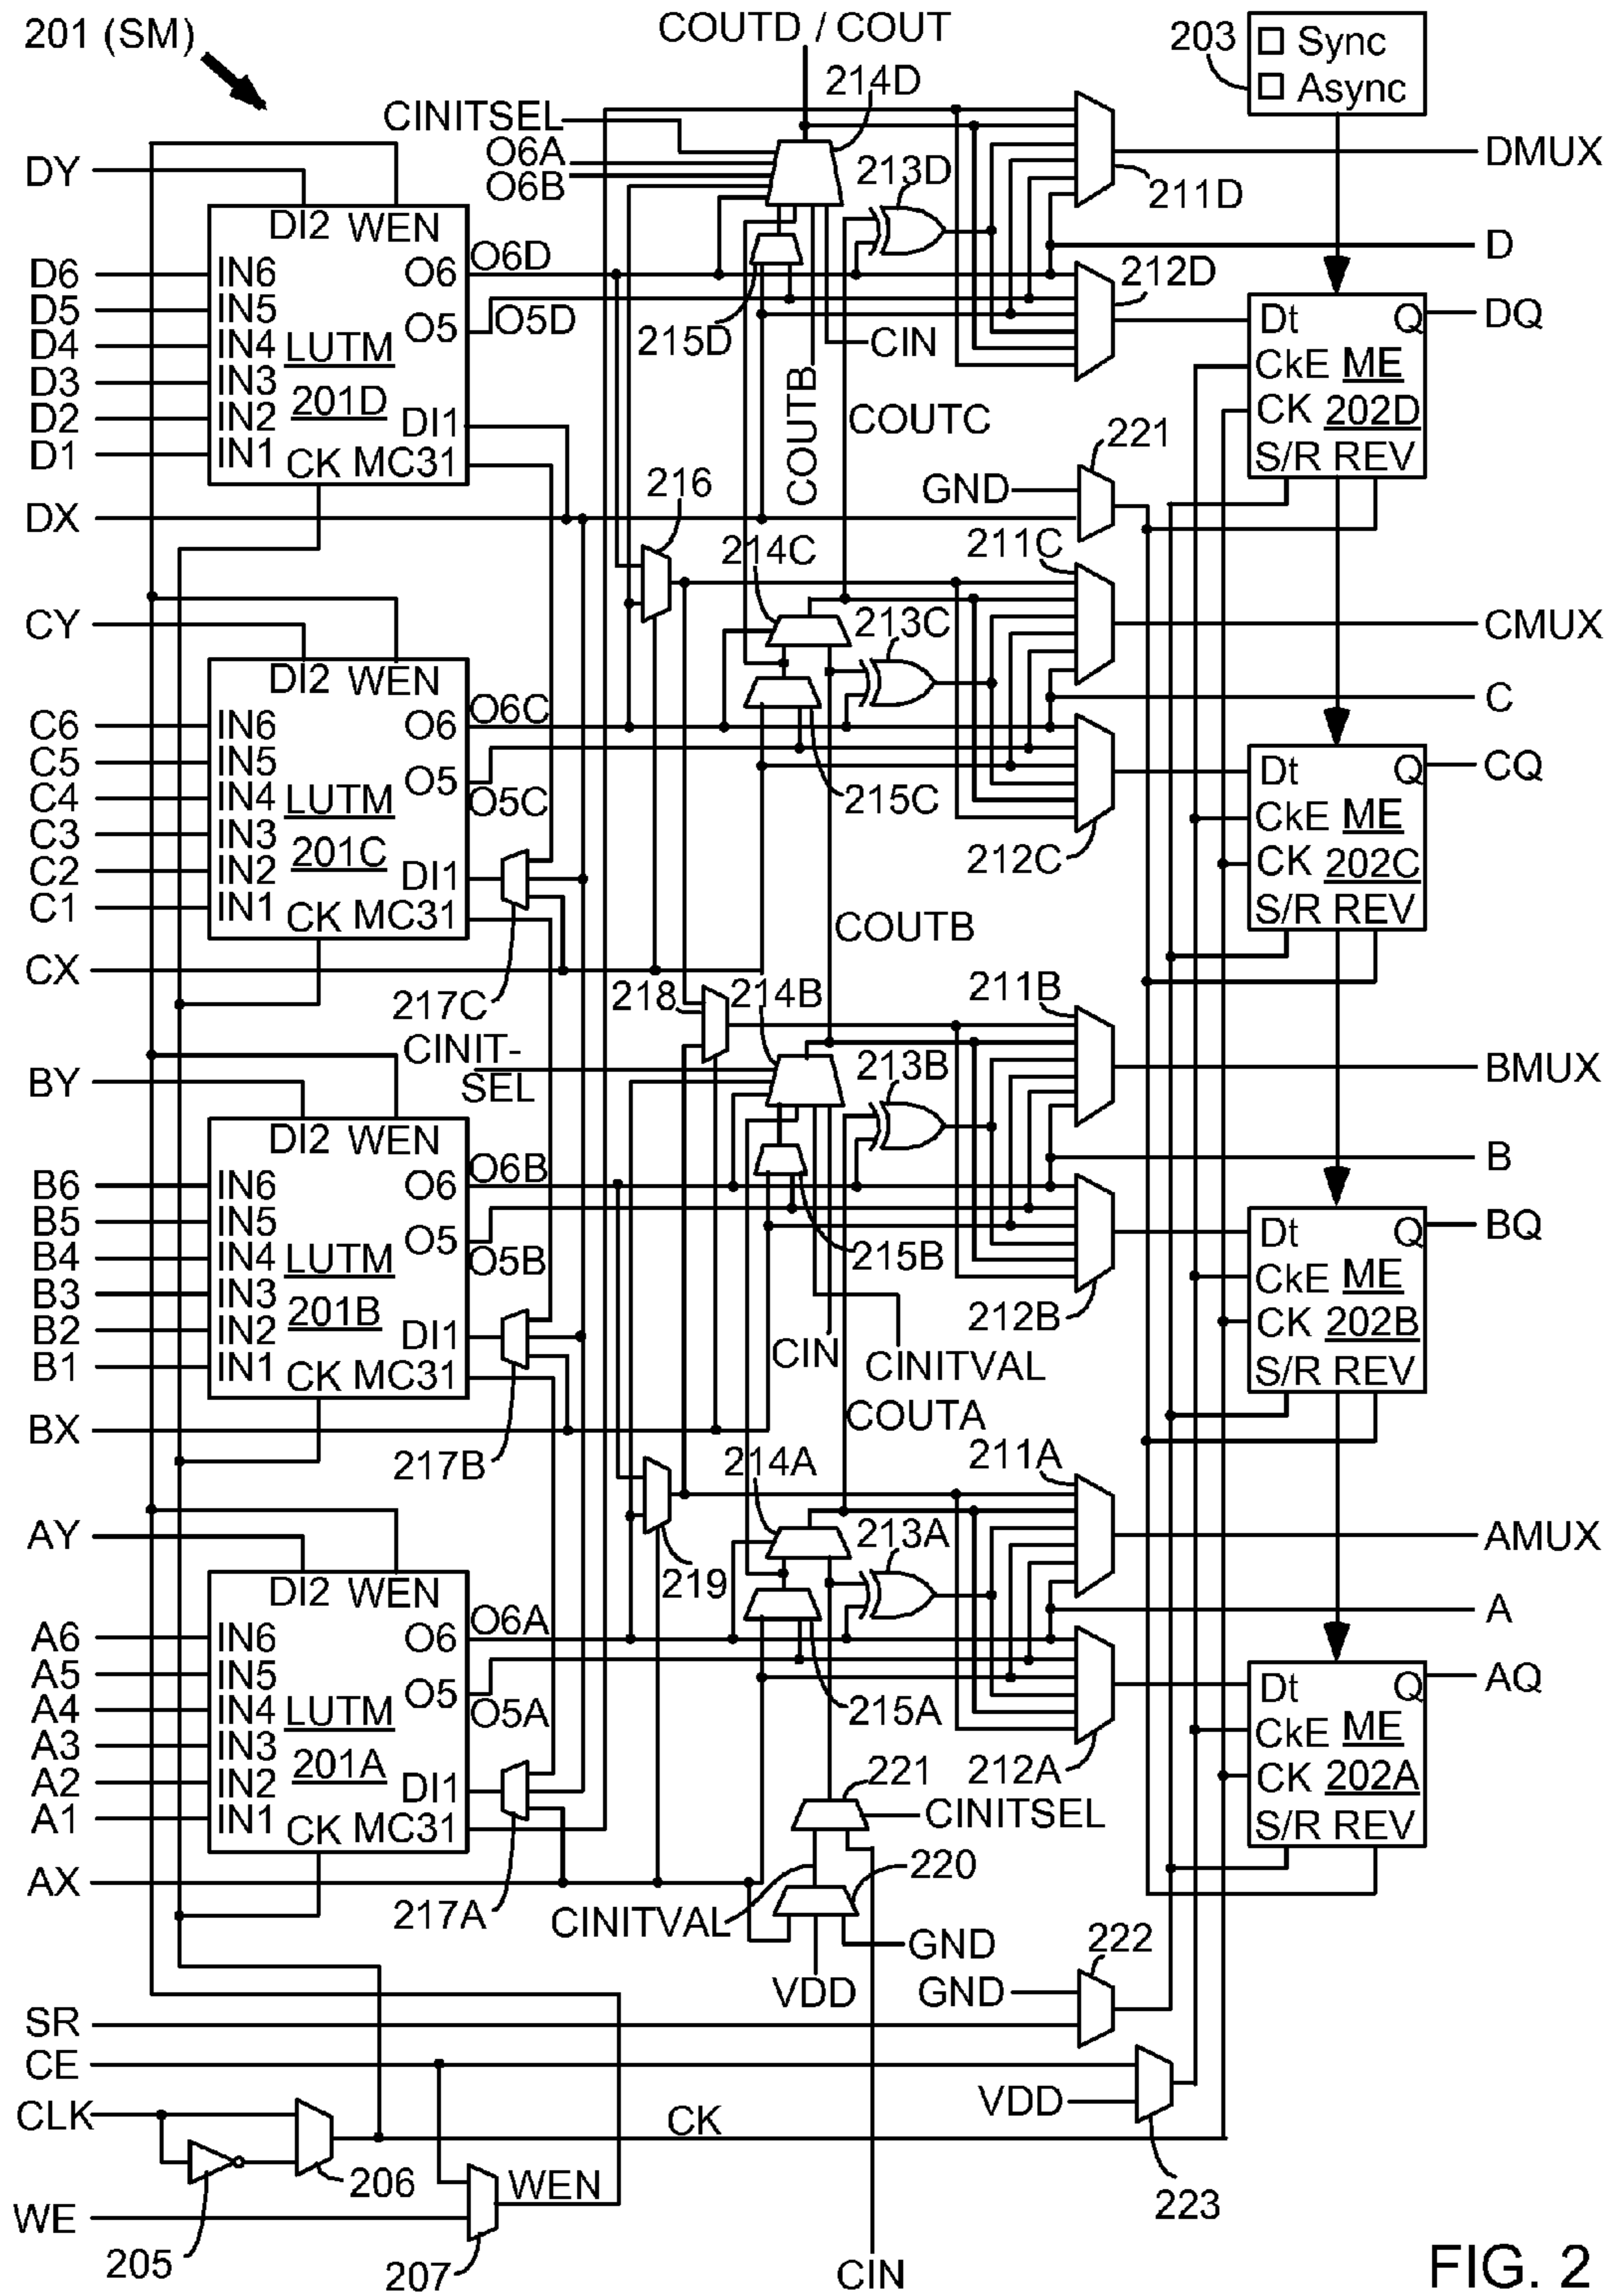 201 (SM)
COUTD / COUT
203
Sync
Async
214D
CINITSEL
O6A
O6B
213D
DMUX
211D
DY
DI2 WEN
O6
O6D
D
D6
IN6
D5
IN5
O5
O5D
212D
D4
IN4
LUTM
215D
CIN
D3
IN3
D2
IN2
201D
DI1
D1
IN1
CK MC31
COUTB
COUTC
Dt
Q
DQ
CkE ME
CK 202D
S/R REV
221
GND
216
DX
214C
211C
CY
213C
CMUX
DI2 WEN
O6
O6C
C
C6
IN6
C5
IN5
O5
O5C
215C
C4
IN4
LUTM
C3
IN3
C2
IN2
201C
DI1
C1
IN1
CK MC31
212C
Dt
Q
CQ
CkE ME
CK 202C
S/R REV
COUTB
CX
217C
218
214B
211B
CINIT-
SEL
213B
BMUX
BY
DI2 WEN
O6
O6B
B
B6
IN6
B5
IN5
O5
O5B
215B
B4
IN4
LUTM
B3
IN3
B2
IN2
201B
DI1
B1
IN1
CK MC31
212B
Dt
Q
BQ
CkE ME
CK 202B
S/R REV
CIN
CINITVAL
COUTA
BX
217B
214A
211A
213A
AMUX
AY
219
DI2 WEN
O6
O6A
A
A6
IN6
A5
IN5
O5
O5A
215A
A4
IN4
LUTM
A3
IN3
A2
IN2
201A
DI1
A1
IN1
CK MC31
212A
Dt
Q
AQ
CkE ME
CK 202A
S/R REV
221
CINITSEL
220
AX
217A
CINITVAL
GND
VDD
222
GND
SR
CE
VDD
CLK
CK
206
WEN
223
WE
205
207
CIN
FIG. 2